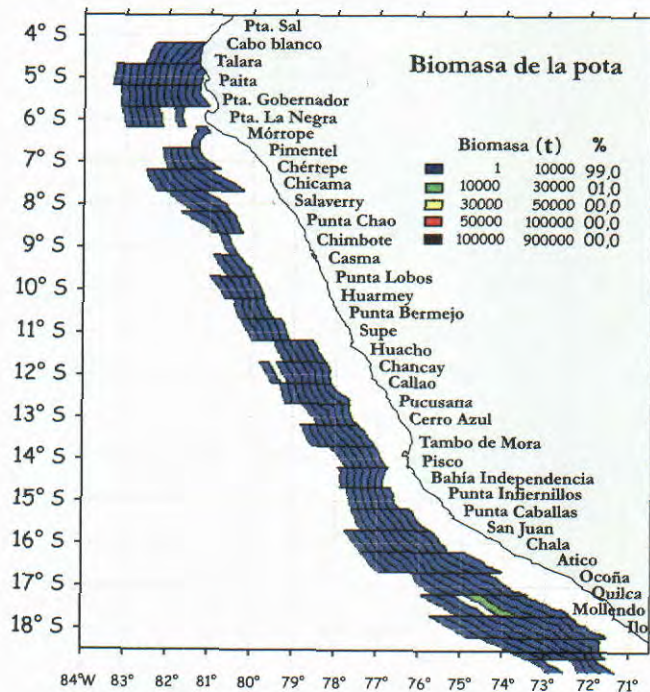 Biomasa de la pota
Biomasa (t) %
1 10000 99,0
10000 30000 01,0
30000 50000 00,0
50000 100000 00,0
100000 900000 00,0
4° S
5° S
6° S
7° S
8° S
9° S
10° S
11° S
12° S
13° S
14° S
15° S
16° S
17° S
18° S
Pta. Sal
Cabo blanco
Talara
Paita
Pta. Gobernador
Pta. La Negra
Mórrope
Pimentel
Chérrepe
Chicama
Salaverry
Punta Chao
Chimbote
Casma
Punta Lobos
Huarmey
Punta Bermejo
Supe
Huacho
Chancay
Callao
Pucusana
Cerro Azul
Tambo de Mora
Pisco
Bahía Independencia
Punta Infiernillos
Punta Caballas
San Juan
Chala
Atico
Ocoña
Quilca
Mollendo
Ilo
84°W 83° 82° 81° 80° 79° 78° 77° 76° 75° 74° 73° 72° 71°